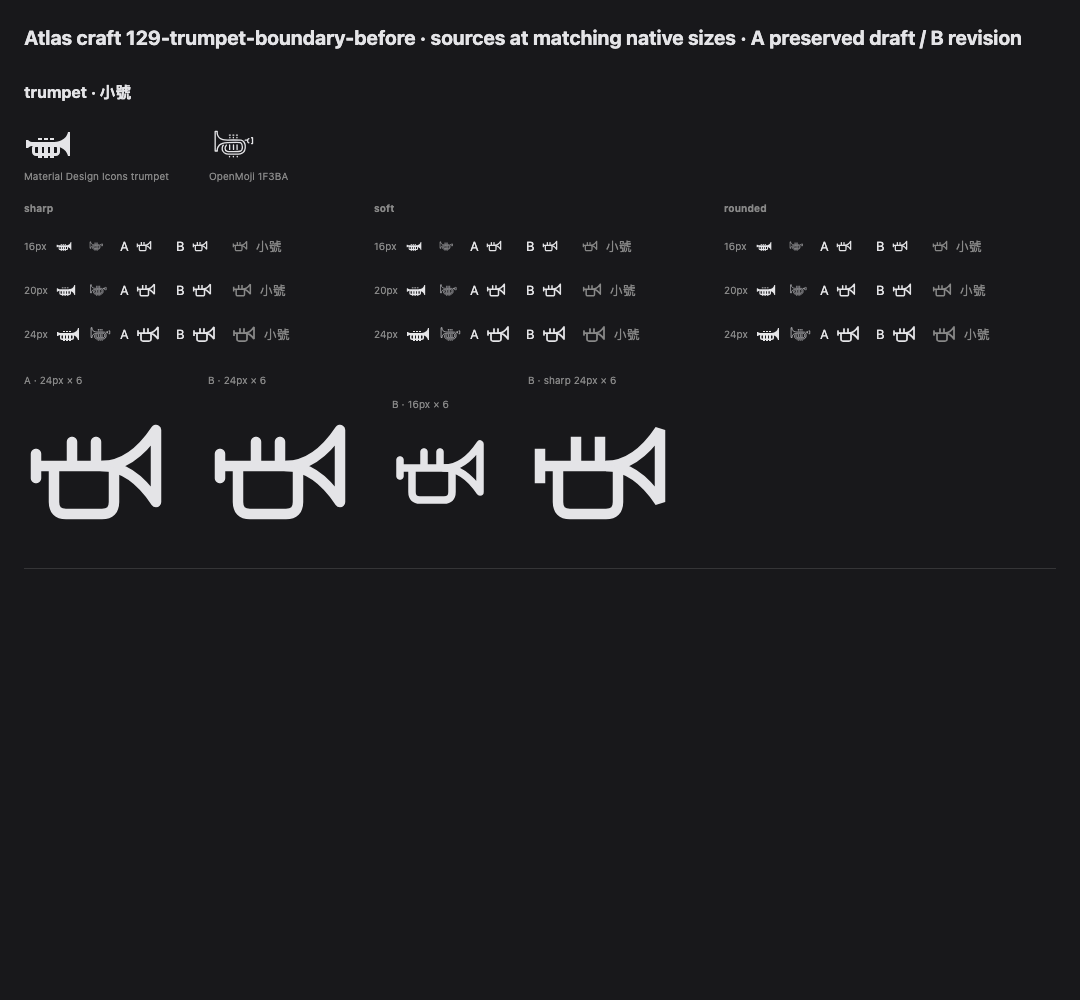 Atlas craft 129-trumpet-boundary-before · sources at matching native sizes · A preserved draft / B revision
trumpet · 小號
Material Design Icons trumpet
OpenMoji 1F3BA
sharp
soft
rounded
16px A B 小號
16px A B 小號
16px A B 小號
20px A B 小號
20px A B 小號
20px A B 小號
24px A B 小號
24px A B 小號
24px A B 小號
A · 24px × 6
B · 24px × 6
B · 16px × 6
B · sharp 24px × 6